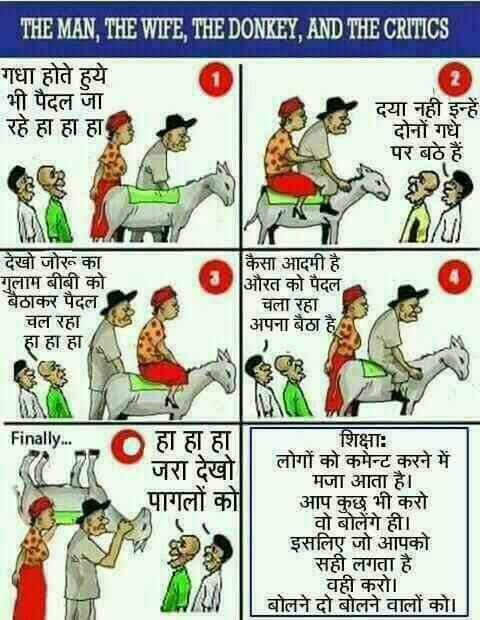 THE MAN, THE WIFE, THE DONKEY, AND THE CRITICS
गधा होते हुये
भी पैदल जा
रहे हा हा हा
1
2
दया नही इन्हें
दोनों गधे
पर बठे हैं
देखो जोरू का
गुलाम बीबी को
बैठाकर पैदल
चल रहा
हा हा हा
3
कैसा आदमी है
औरत को पैदल
चला रहा
अपना बैठा है
4
Finally...
हा हा हा
जरा देखो
पागलों को
शिक्षा:
लोगों को कमेन्ट करने में
मजा आता है।
आप कुछ भी करो
वो बोलेंगे ही।
इसलिए जो आपको
सही लगता है
वही करो।
बोलने दो बोलने वालों को।